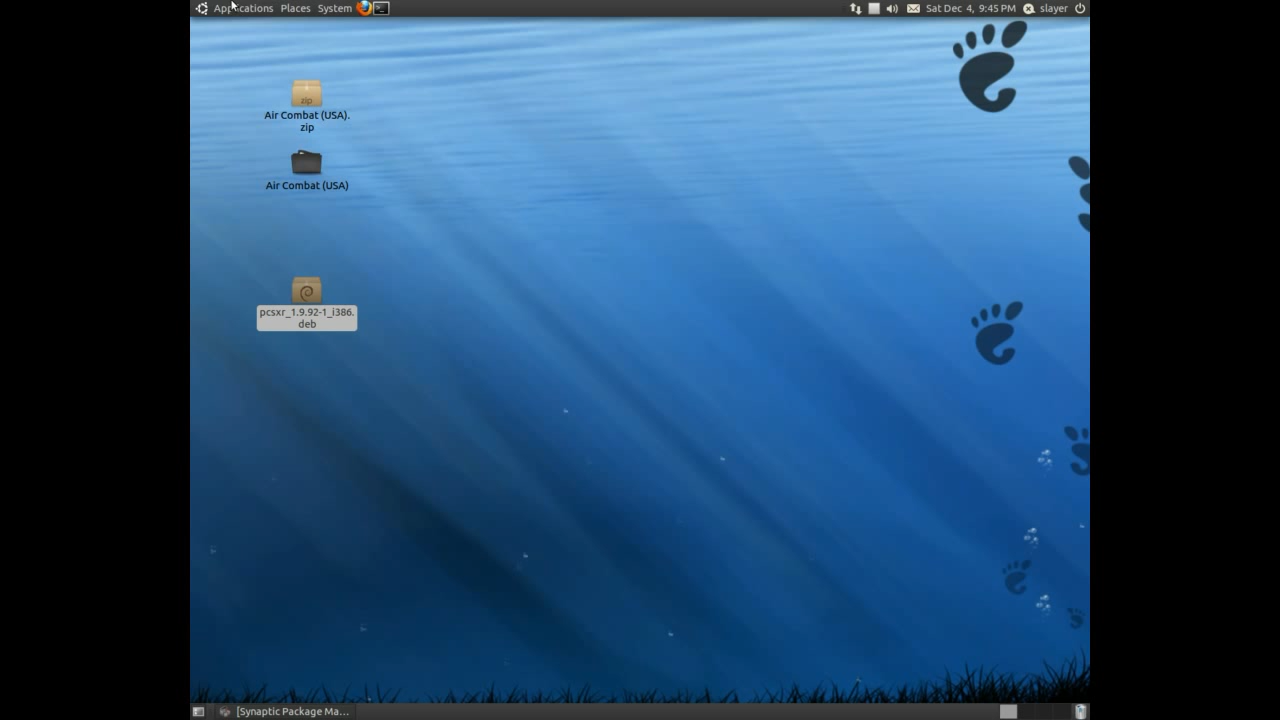 Applications Places System Sat Dec 4, 9:45 PM slayer
zip
Air Combat (USA).
zip
Air Combat (USA)
pcsxr_1.9.92-1_i386.
deb
[Synaptic Package Ma...